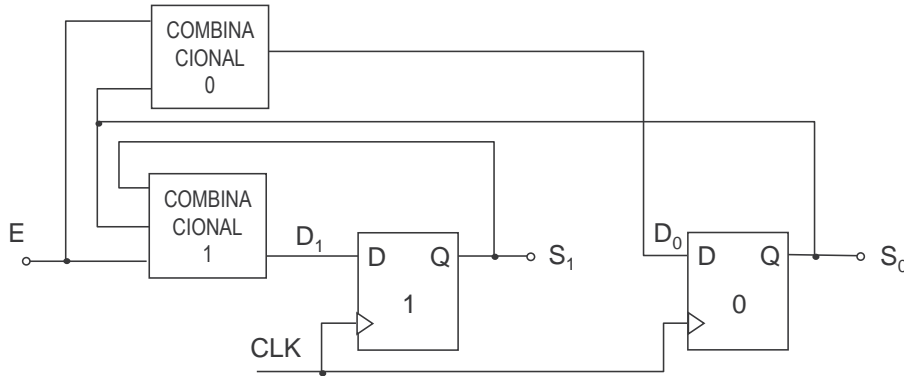 COMBINA
CIONAL
0
COMBINA
CIONAL
1
E
D₁
D Q
1
S₁
D₀
D Q
0
S₀
CLK